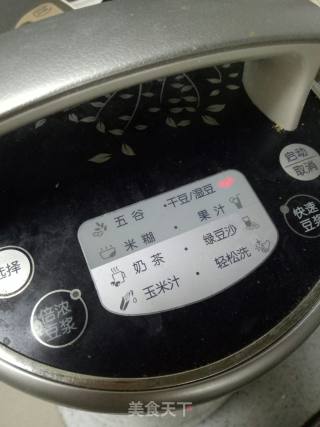 五谷 ·干豆/湿豆
米糊 · 果汁
奶茶 · 绿豆沙
玉米汁 · 轻松洗
启动
取消
快速
豆浆
选择
倍浓
豆浆
美食天下